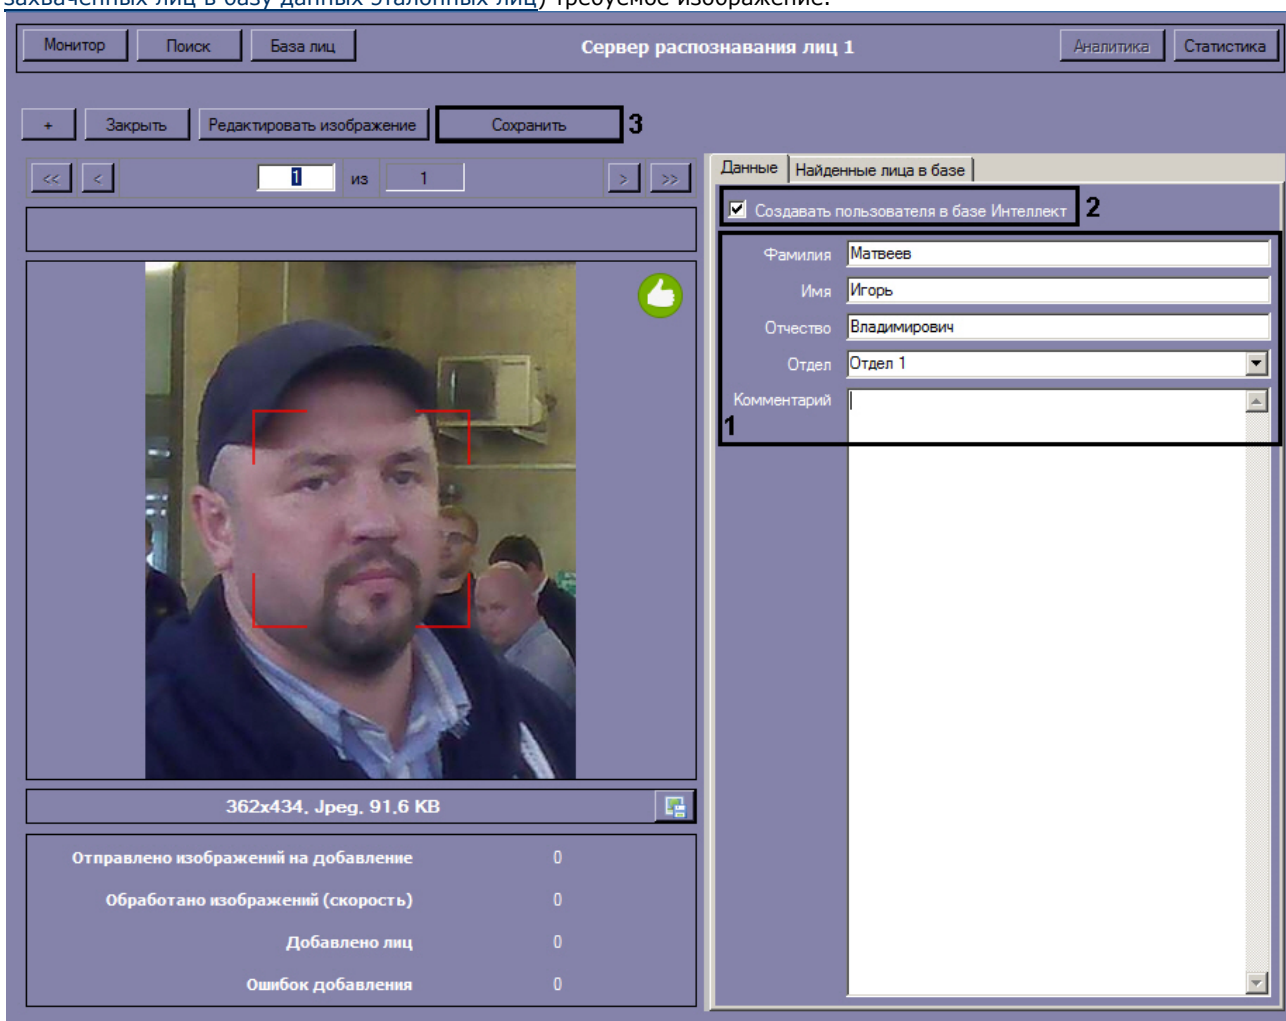 захваченных лиц в базу данных эталонных лиц) требуемое изображение.
Монитор Поиск База лиц Сервер распознавания лиц 1 Аналитика Статистика
+ Закрыть Редактировать изображение Сохранить 3
<< < 1 из 1 > >>
Данные Найденные лица в базе
Создавать пользователя в базе Интеллект 2
Фамилия Матвеев
Имя Игорь
Отчество Владимирович
Отдел Отдел 1
Комментарий
1
362x434, Jpeg, 91,6 KB
Отправлено изображений на добавление 0
Обработано изображений (скорость) 0
Добавлено лиц 0
Ошибок добавления 0